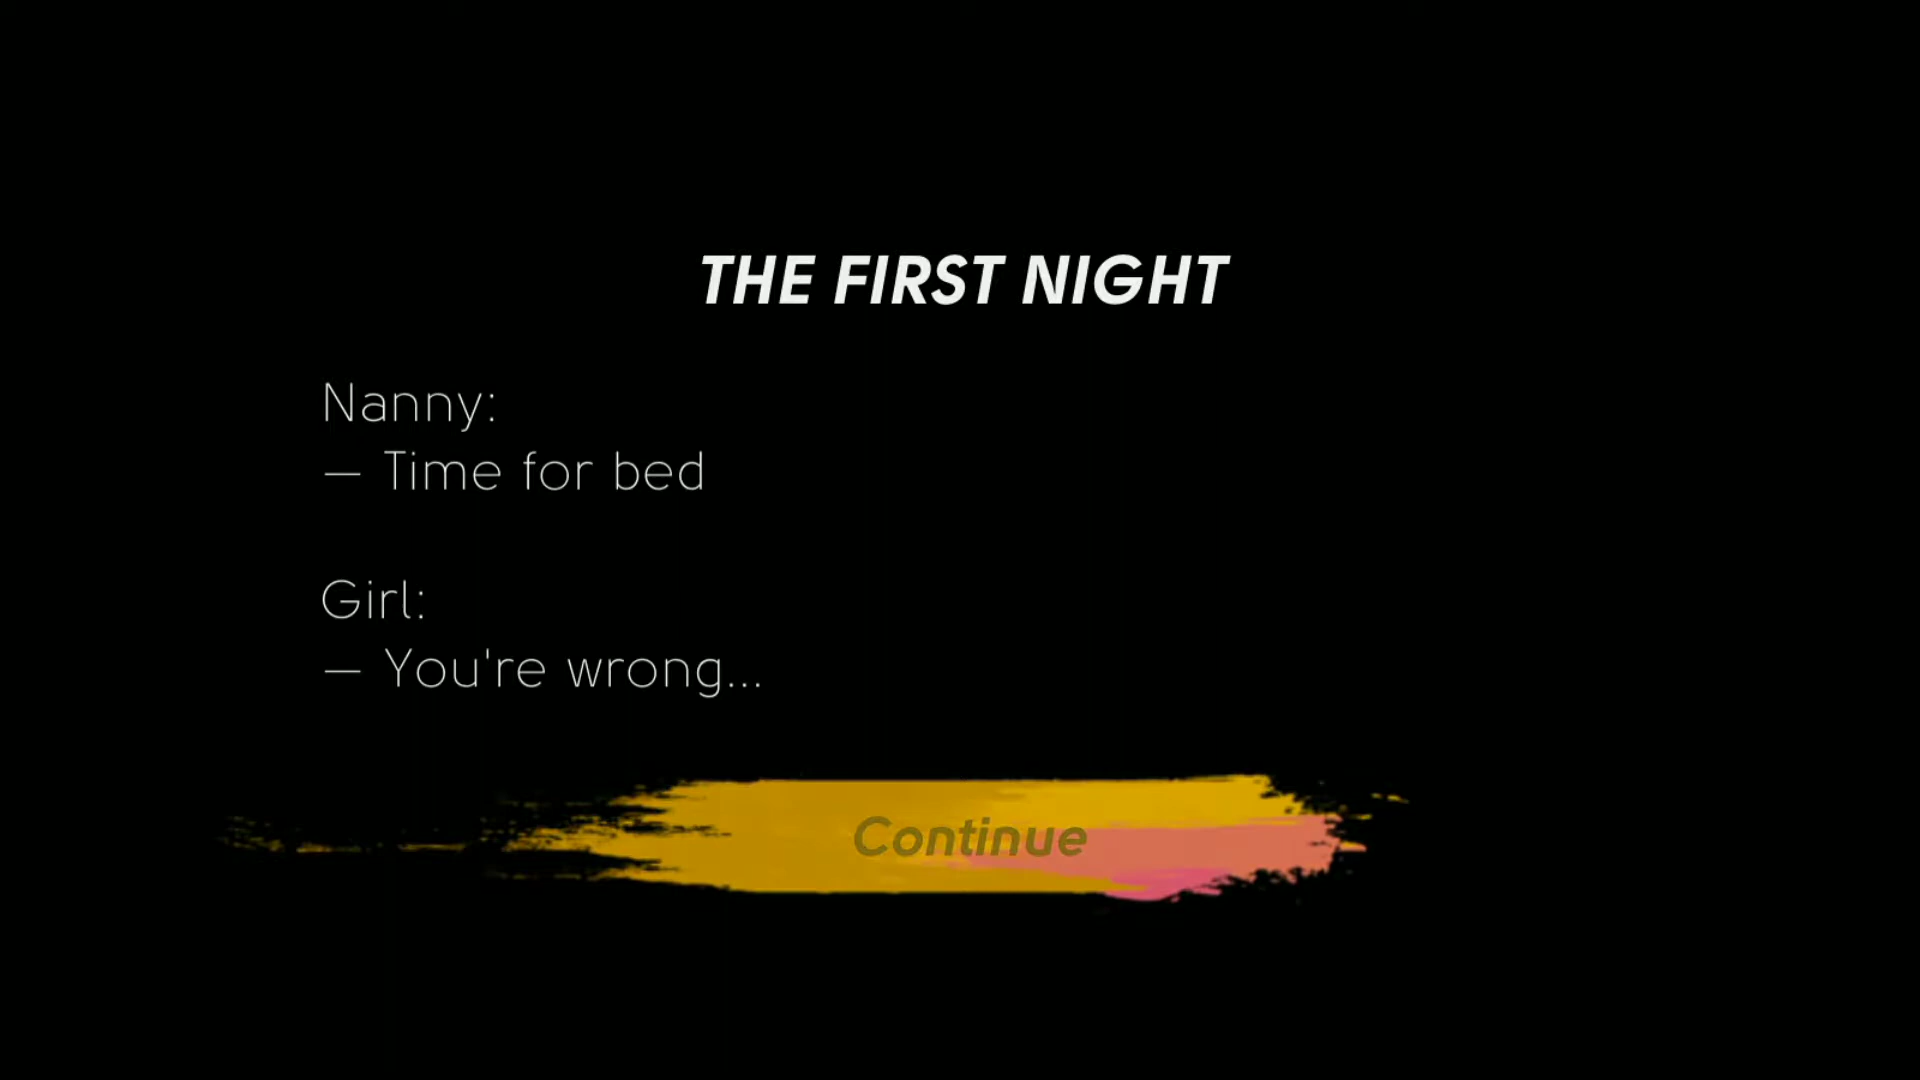 THE FIRST NIGHT
Nanny:
— Time for bed
Girl:
— You're wrong...
Continue